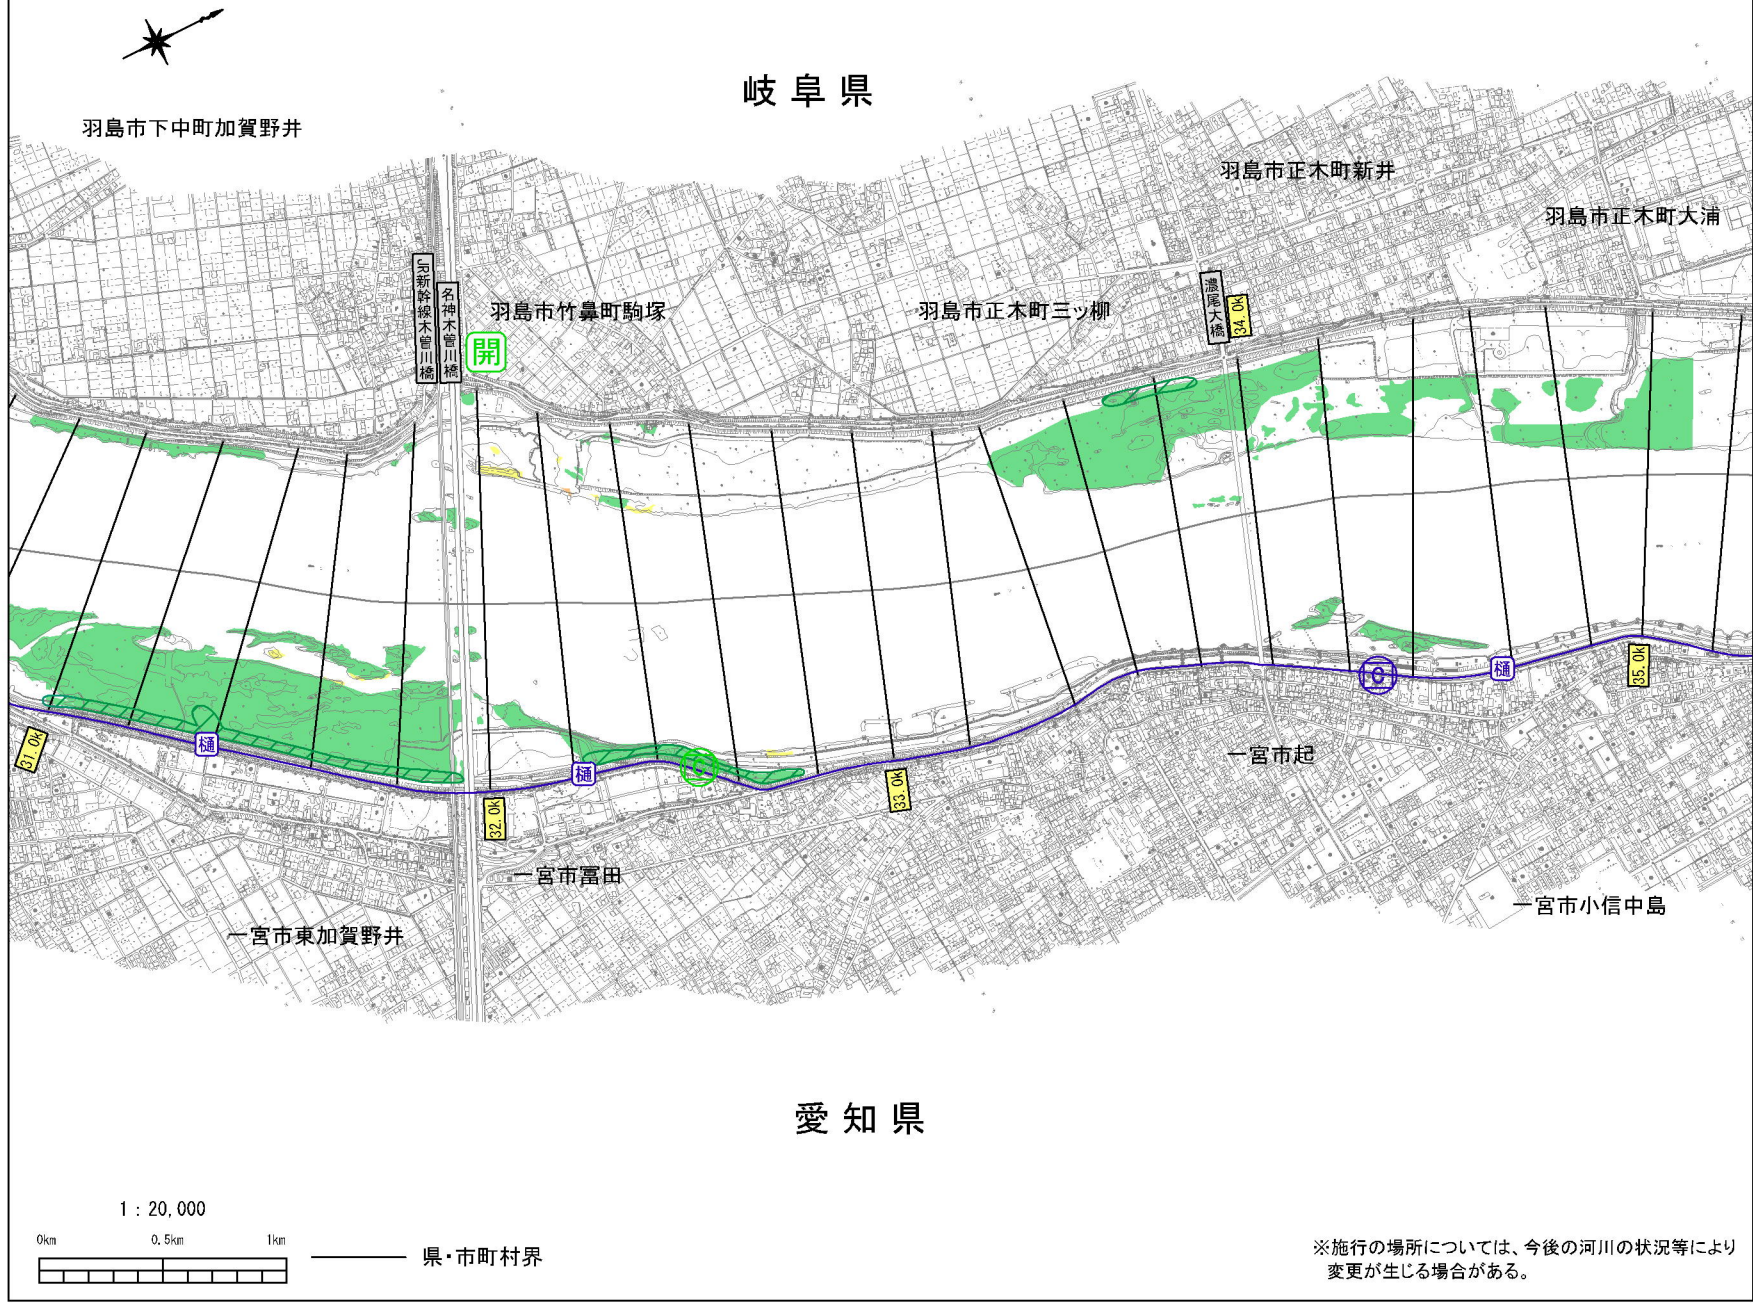 岐阜県
羽島市下中町加賀野井
羽島市正木町新井
羽島市正木町大浦
JR新幹線木曽川橋
名神木曽川橋
羽島市竹鼻町駒塚
開
羽島市正木町三ッ柳
濃尾大橋
34.0k
31.0k
樋
樋
C
32.0k
33.0k
C
樋
35.0k
一宮市起
一宮市冨田
一宮市東加賀野井
一宮市小信中島
愛知県
1:20,000
0km 0.5km 1km
県・市町村界
※施行の場所については、今後の河川の状況等により
変更が生じる場合がある。